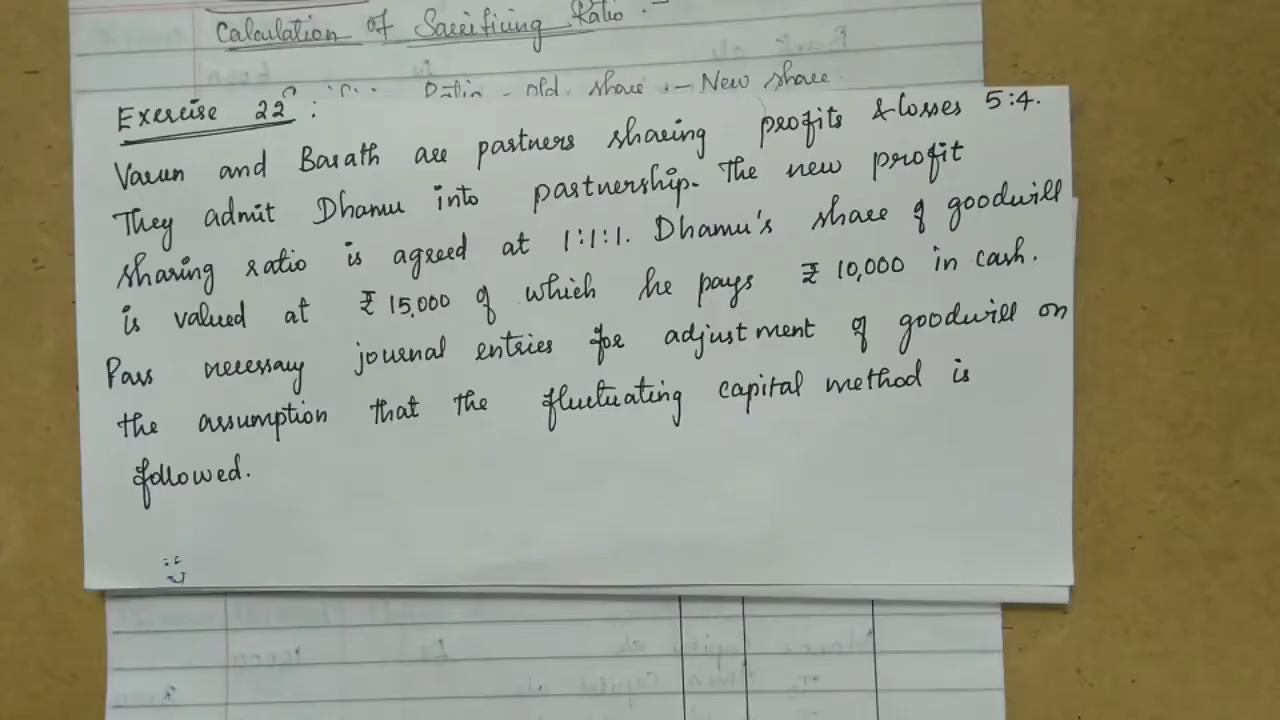 Calculation of Sacrificing Ratio :-
Ratio = old share :- New share
Exercise 22 :
Varun and Barath are partners sharing profits & losses 5:4.
They admit Dhamu into partnership. The new profit
sharing ratio is agreed at 1:1:1. Dhamu's share of goodwill
is valued at ₹ 15,000 of which he pays ₹ 10,000 in cash.
Pass necessary journal entries for adjustment of goodwill on
the assumption that the fluctuating capital method is
followed.